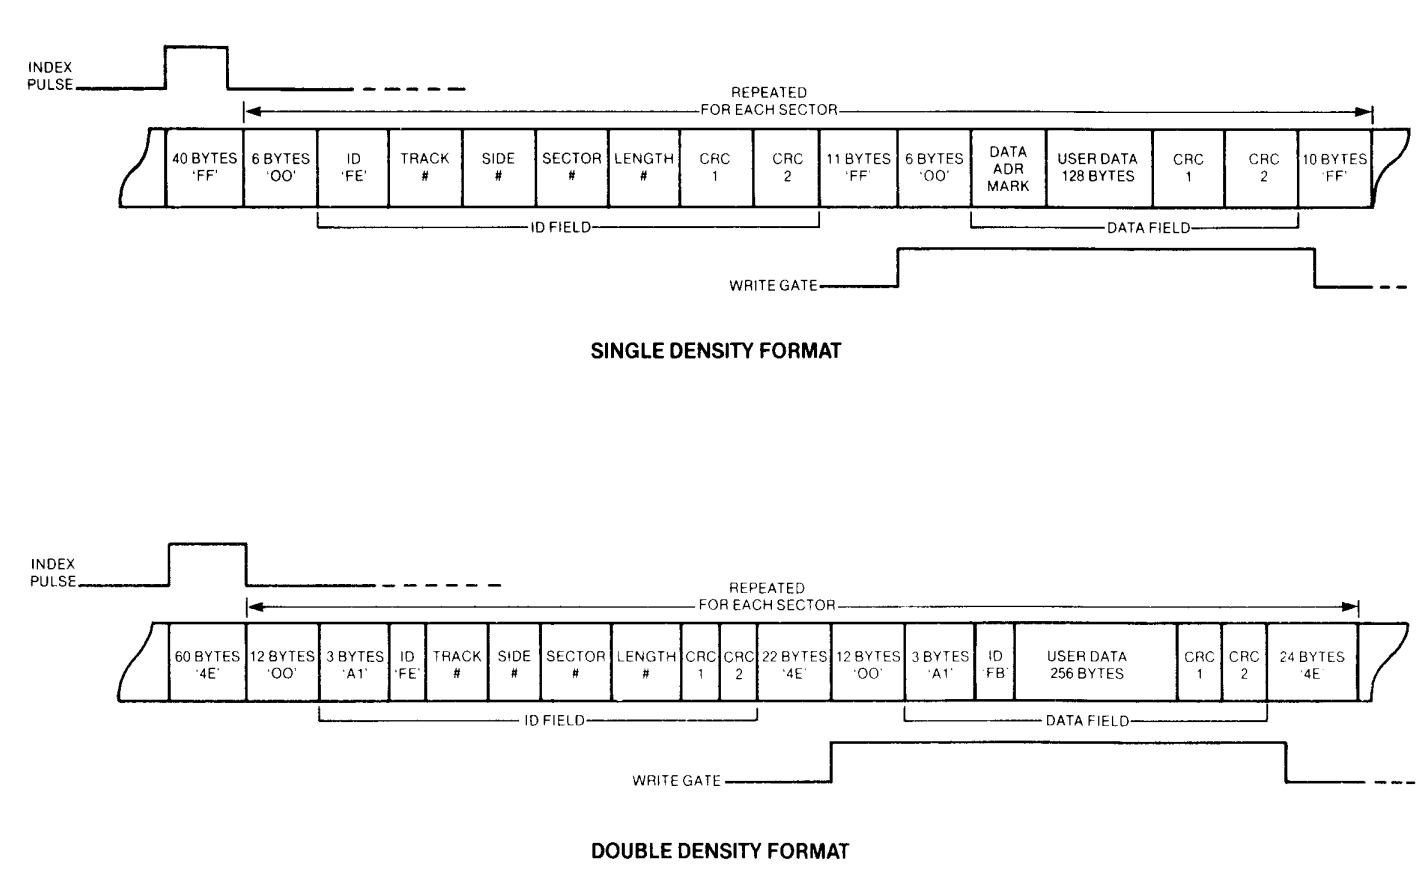 INDEX
PULSE
REPEATED
FOR EACH SECTOR
40 BYTES
'FF'
6 BYTES
'OO'
ID
'FE'
TRACK
#
SIDE
#
SECTOR
#
LENGTH
#
CRC
1
CRC
2
11 BYTES
'FF'
6 BYTES
'OO'
DATA
ADR
MARK
USER DATA
128 BYTES
CRC
1
CRC
2
10 BYTES
'FF'
ID FIELD
DATA FIELD
WRITE GATE
SINGLE DENSITY FORMAT
INDEX
PULSE
REPEATED
FOR EACH SECTOR
60 BYTES
'4E'
12 BYTES
'OO'
3 BYTES
'A1'
ID
'FE'
TRACK
#
SIDE
#
SECTOR
#
LENGTH
#
CRC
1
CRC
2
22 BYTES
'4E'
12 BYTES
'OO'
3 BYTES
'A1'
ID
'FB'
USER DATA
256 BYTES
CRC
1
CRC
2
24 BYTES
'4E'
ID FIELD
DATA FIELD
WRITE GATE
DOUBLE DENSITY FORMAT